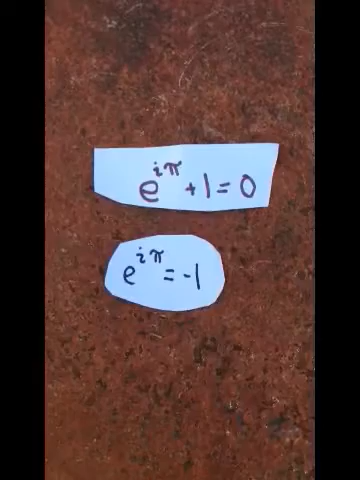 e^{iπ} + 1 = 0
e^{iπ} = -1